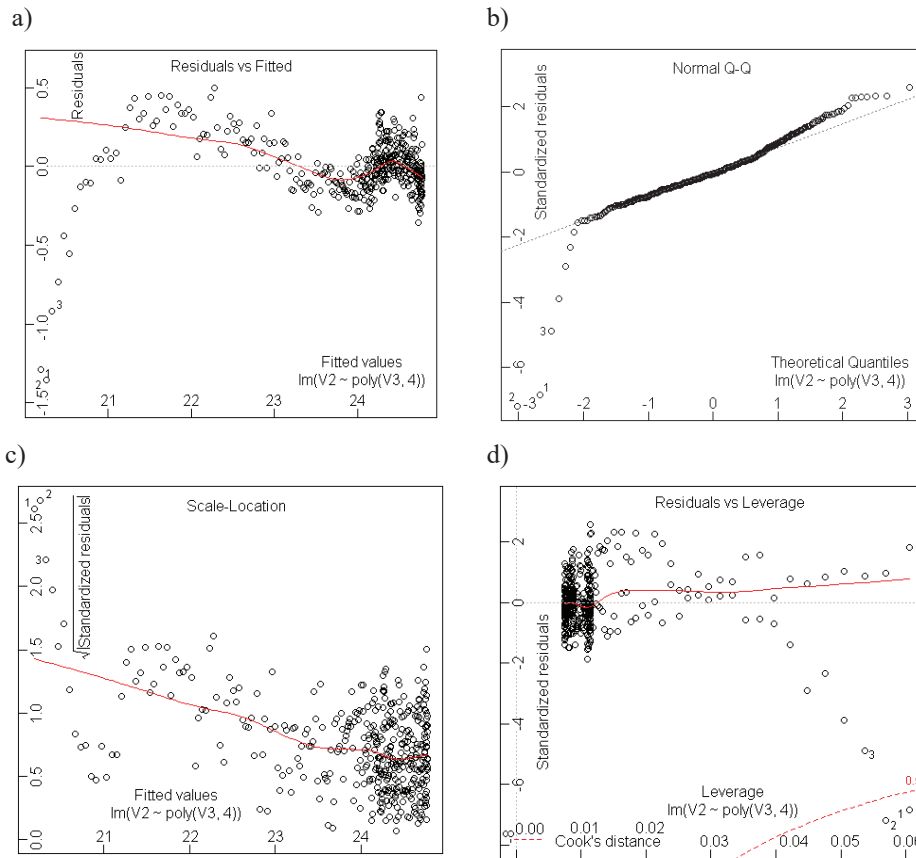 a)
Residuals vs Fitted
Residuals
0.5
0.0
-0.5
-1.0
-1.5
3
2
1
Fitted values
lm(V2 ~ poly(V3, 4))
21 22 23 24
b)
Normal Q-Q
Standardized residuals
2
0
-2
-4
-6
3
2
1
Theoretical Quantiles
lm(V2 ~ poly(V3, 4))
-3 -2 -1 0 1 2 3
c)
Scale-Location
√|Standardized residuals|
2.5
2.0
1.5
1.0
0.5
0.0
1
2
3
Fitted values
lm(V2 ~ poly(V3, 4))
21 22 23 24
d)
Residuals vs Leverage
Standardized residuals
2
0
-2
-4
-6
3
2
1
Leverage
lm(V2 ~ poly(V3, 4))
Cook's distance
0.00 0.01 0.02 0.03 0.04 0.05 0.06